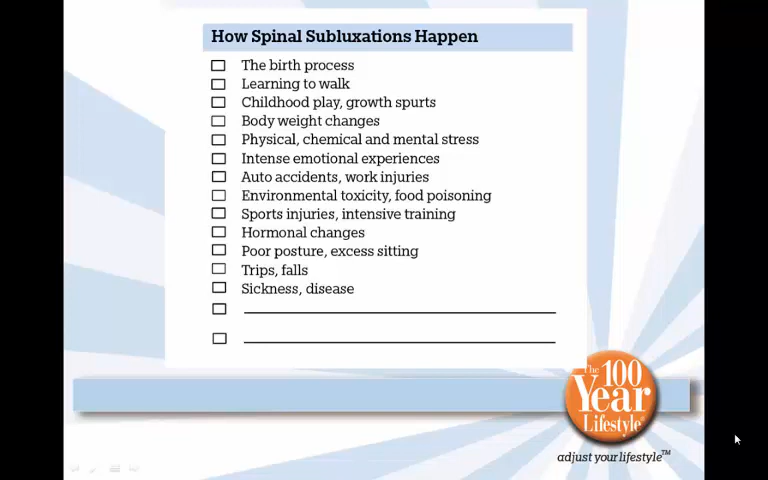 How Spinal Subluxations Happen
The birth process
Learning to walk
Childhood play, growth spurts
Body weight changes
Physical, chemical and mental stress
Intense emotional experiences
Auto accidents, work injuries
Environmental toxicity, food poisoning
Sports injuries, intensive training
Hormonal changes
Poor posture, excess sitting
Trips, falls
Sickness, disease
The 100
Year
Lifestyle®
adjust your lifestyle™